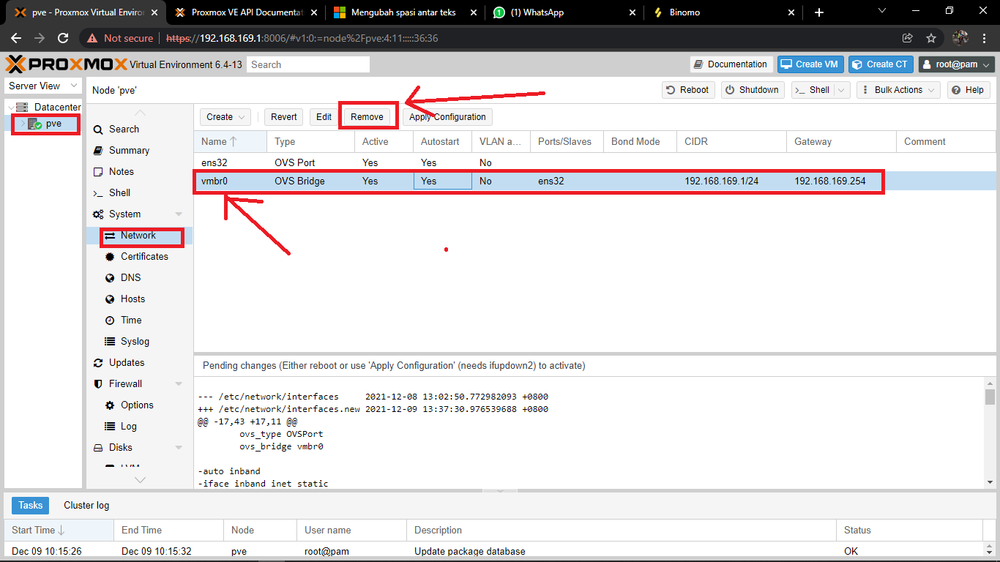 pve - Proxmox Virtual Enviror
Proxmox VE API Documentat
Mengubah spasi antar teks
(1) WhatsApp
Binomo
Not secure https://192.168.169.1:8006/#v1:0:=node%2Fpve:4:11:::::36:36
PROXMOX Virtual Environment 6.4-13 Search Documentation Create VM Create CT root@pam
Server View
Node 'pve' Reboot Shutdown >_ Shell Bulk Actions Help
Datacenter
pve
Search
Summary
Notes
>_ Shell
System
Network
Certificates
DNS
Hosts
Time
Syslog
Updates
Firewall
Options
Log
Disks
LVM
Create Revert Edit Remove Apply Configuration
Name Type Active Autostart VLAN a... Ports/Slaves Bond Mode CIDR Gateway Comment
ens32 OVS Port Yes Yes No
vmbr0 OVS Bridge Yes Yes No ens32 192.168.169.1/24 192.168.169.254
Pending changes (Either reboot or use 'Apply Configuration' (needs ifupdown2) to activate)
--- /etc/network/interfaces 2021-12-08 13:02:50.772982093 +0800
+++ /etc/network/interfaces.new 2021-12-09 13:37:30.976539688 +0800
@@ -17,43 +17,11 @@
ovs_type OVSPort
ovs_bridge vmbr0
-auto inband
-iface inband inet static
Tasks Cluster log
Start Time End Time Node User name Description Status
Dec 09 10:15:26 Dec 09 10:15:32 pve root@pam Update package database OK